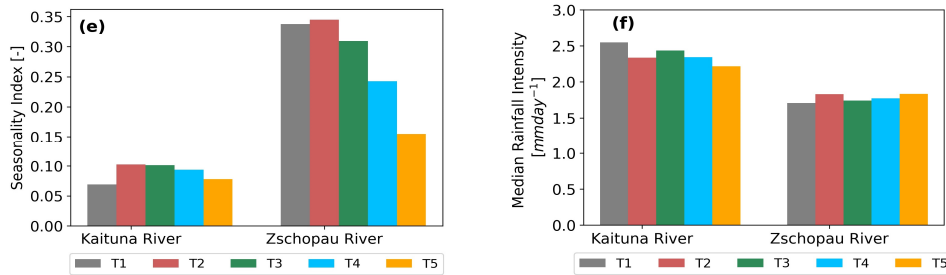 (e)
Seasonality Index [-]
0.35
0.30
0.25
0.20
0.15
0.10
0.05
0.00
Kaituna River Zschopau River
T1 T2 T3 T4 T5
(f)
Median Rainfall Intensity
[mmday⁻¹]
3.0
2.5
2.0
1.5
1.0
0.5
0.0
Kaituna River Zschopau River
T1 T2 T3 T4 T5